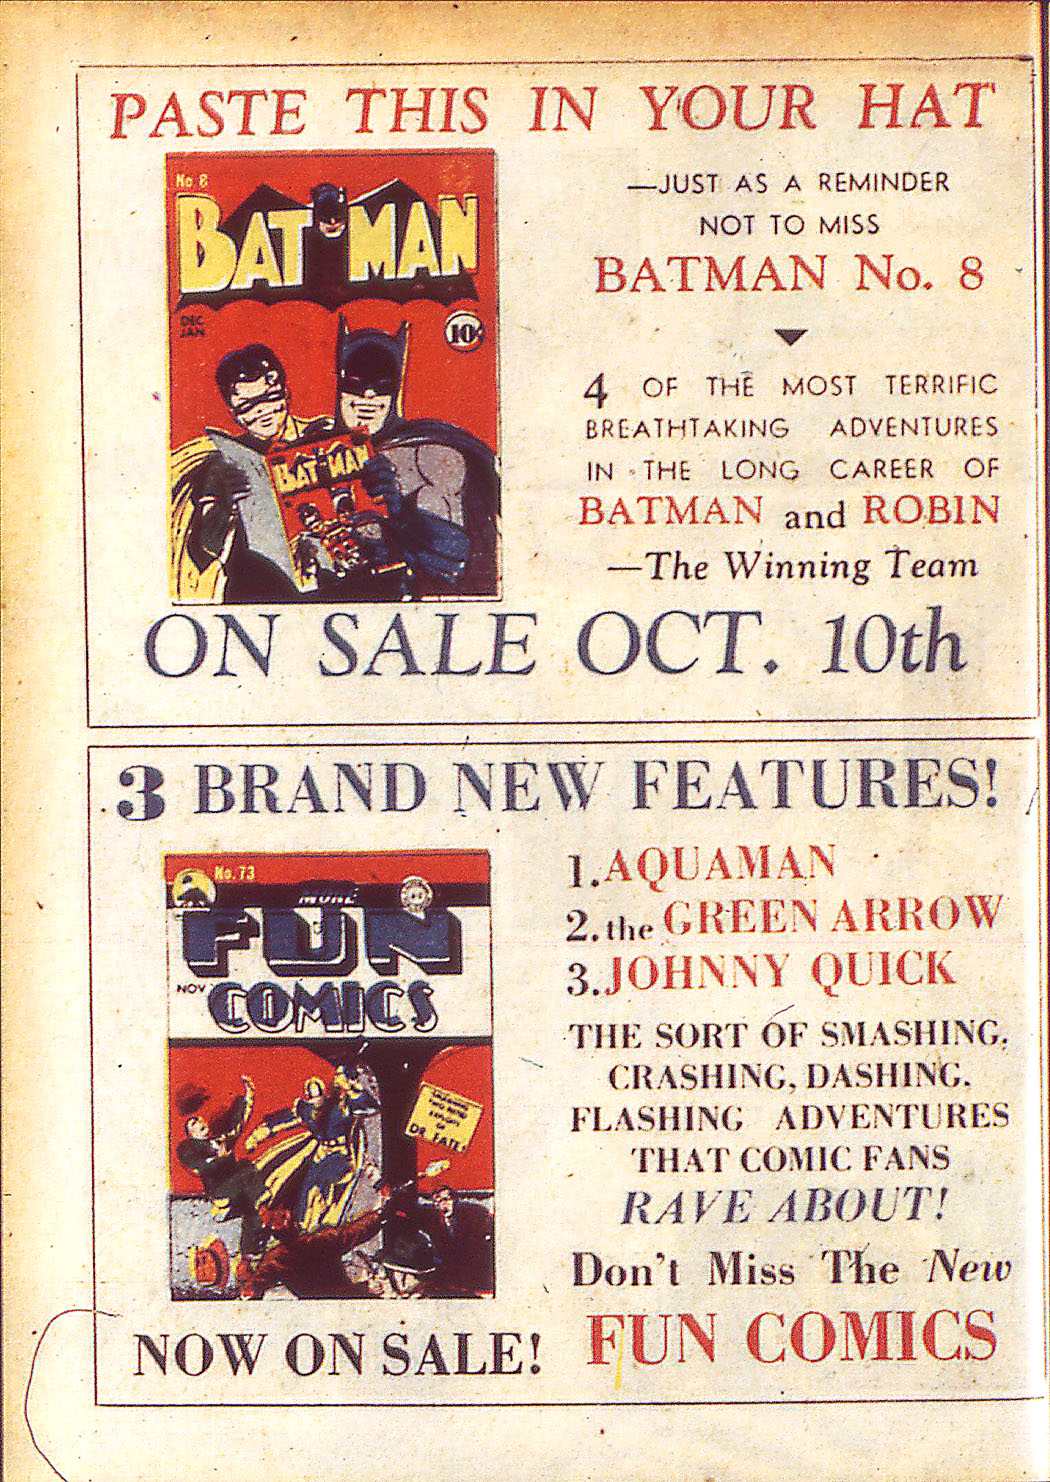 PASTE THIS IN YOUR HAT
No. 8
BATMAN
DEC.
JAN
10¢
BATMAN
—JUST AS A REMINDER
NOT TO MISS
BATMAN No. 8
4 OF THE MOST TERRIFIC
BREATHTAKING ADVENTURES
IN THE LONG CAREER OF
BATMAN and ROBIN
—The Winning Team
ON SALE OCT. 10th
3 BRAND NEW FEATURES!
No. 73
MORE
FUN
NOV
COMICS
OF
DR. FATE!
1. AQUAMAN
2. the GREEN ARROW
3. JOHNNY QUICK
THE SORT OF SMASHING,
CRASHING, DASHING,
FLASHING ADVENTURES
THAT COMIC FANS
RAVE ABOUT!
Don't Miss The New
FUN COMICS
NOW ON SALE!